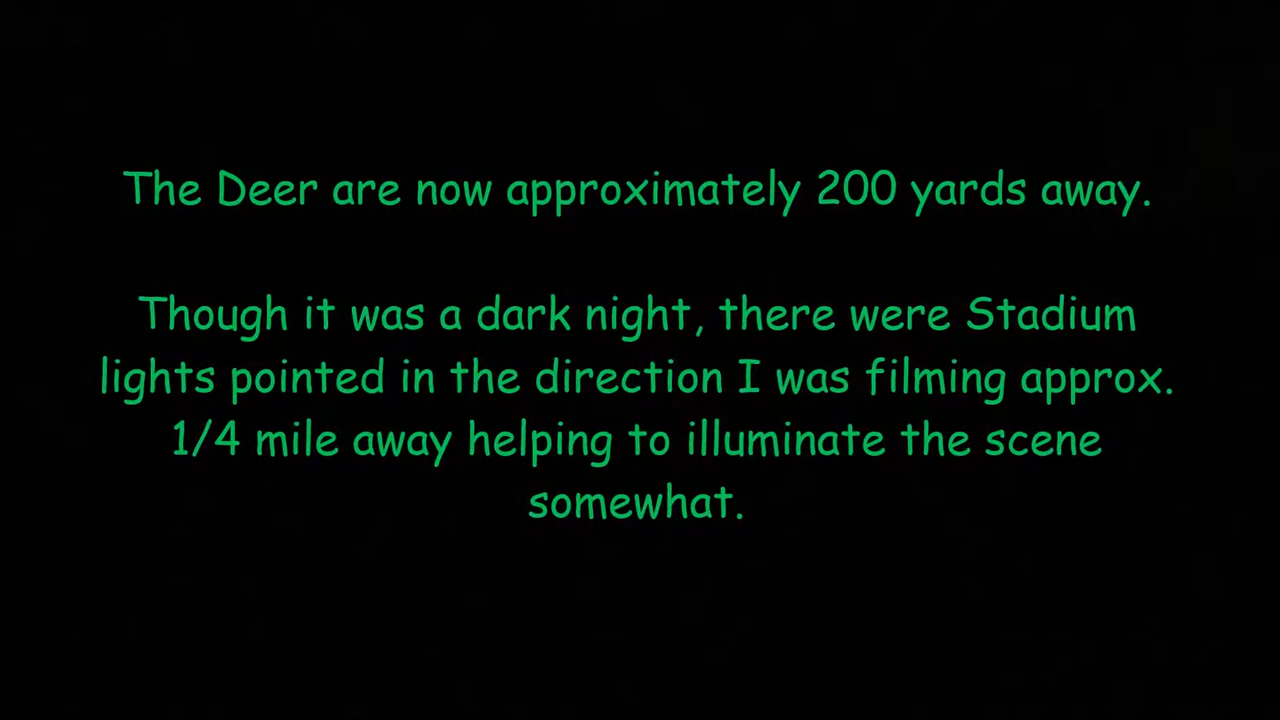 The Deer are now approximately 200 yards away.
Though it was a dark night, there were Stadium
lights pointed in the direction I was filming approx.
1/4 mile away helping to illuminate the scene
somewhat.